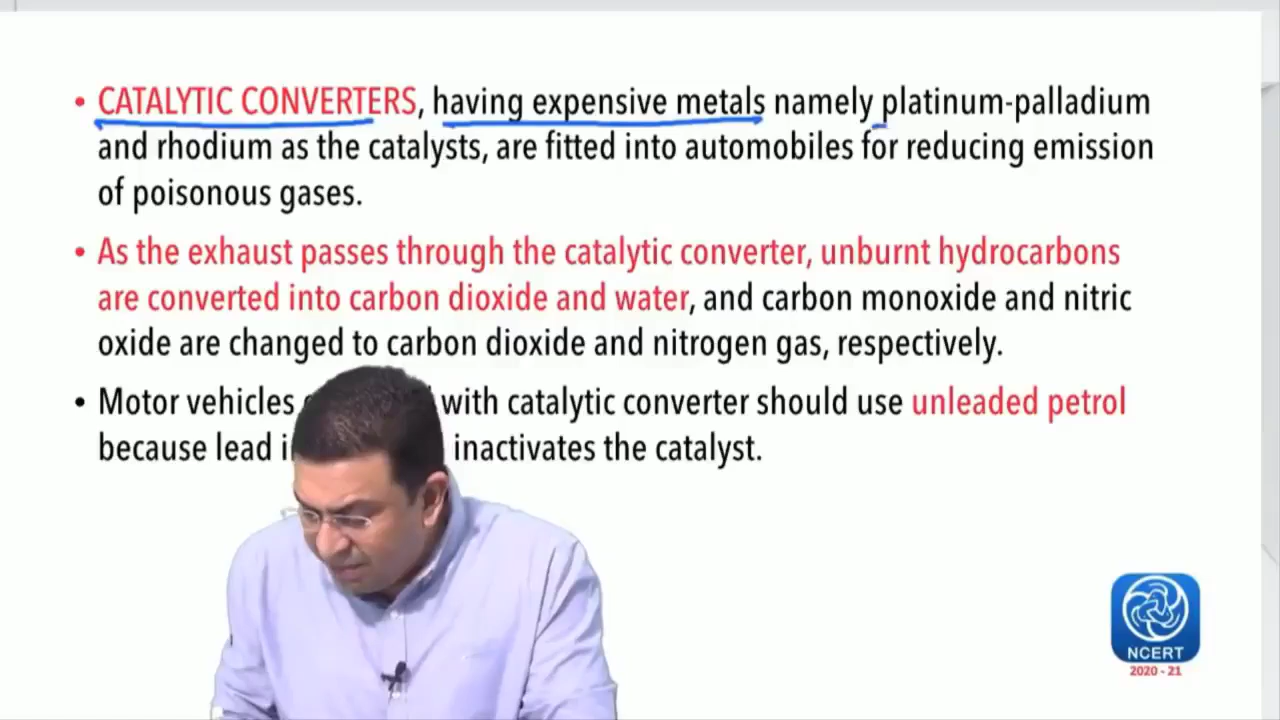 • CATALYTIC CONVERTERS, having expensive metals namely platinum-palladium
and rhodium as the catalysts, are fitted into automobiles for reducing emission
of poisonous gases.
• As the exhaust passes through the catalytic converter, unburnt hydrocarbons
are converted into carbon dioxide and water, and carbon monoxide and nitric
oxide are changed to carbon dioxide and nitrogen gas, respectively.
• Motor vehicles with catalytic converter should use unleaded petrol
because lead inactivates the catalyst.
NCERT
2020 - 21